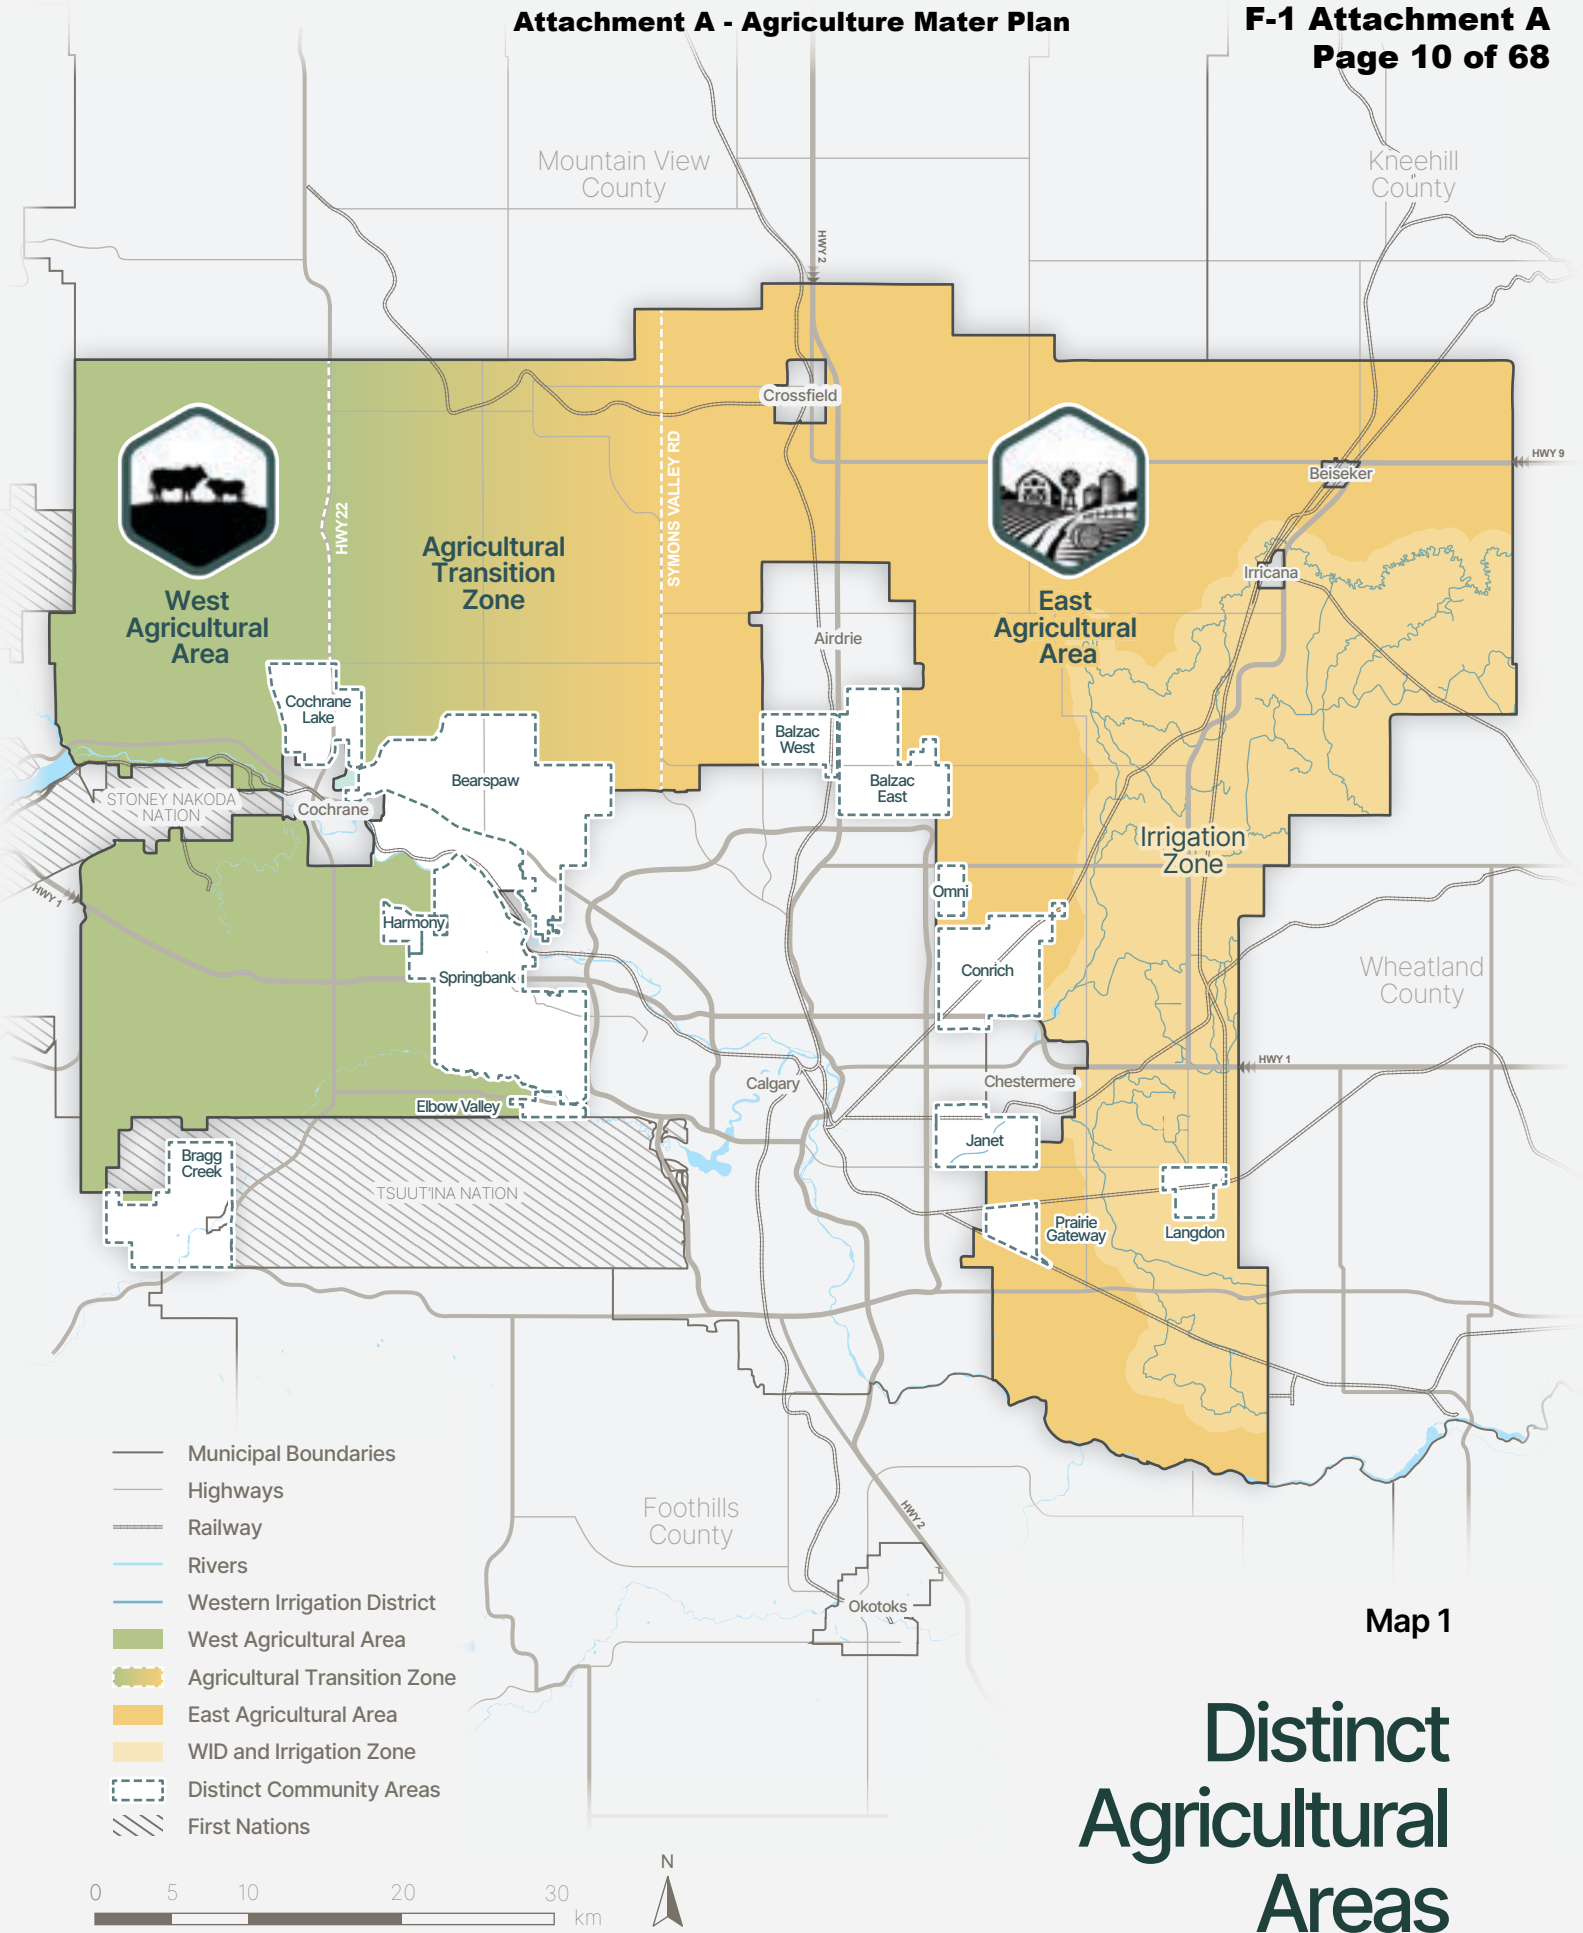 Attachment A - Agriculture Mater Plan
F-1 Attachment A
Page 10 of 68
Mountain View
County
Kneehill
County
HWY 2
Crossfield
HWY 9
Beiseker
SYMONS VALLEY RD
HWY22
Agricultural
Transition
Zone
West
Agricultural
Area
East
Agricultural
Area
Irricana
Airdrie
Cochrane
Lake
Balzac
West
Bearspaw
Balzac
East
STONEY NAKODA
NATION
Cochrane
Irrigation
Zone
HWY 1
Omni
Harmony
Springbank
Conrich
Wheatland
County
HWY 1
Calgary
Chestermere
Elbow Valley
Janet
Bragg
Creek
TSUUT'INA NATION
Prairie
Gateway
Langdon
Foothills
County
HWY 2
Okotoks
Municipal Boundaries
Highways
Railway
Rivers
Western Irrigation District
West Agricultural Area
Agricultural Transition Zone
East Agricultural Area
WID and Irrigation Zone
Distinct Community Areas
First Nations
0 5 10 20 30
km
N
Map 1
Distinct
Agricultural
Areas